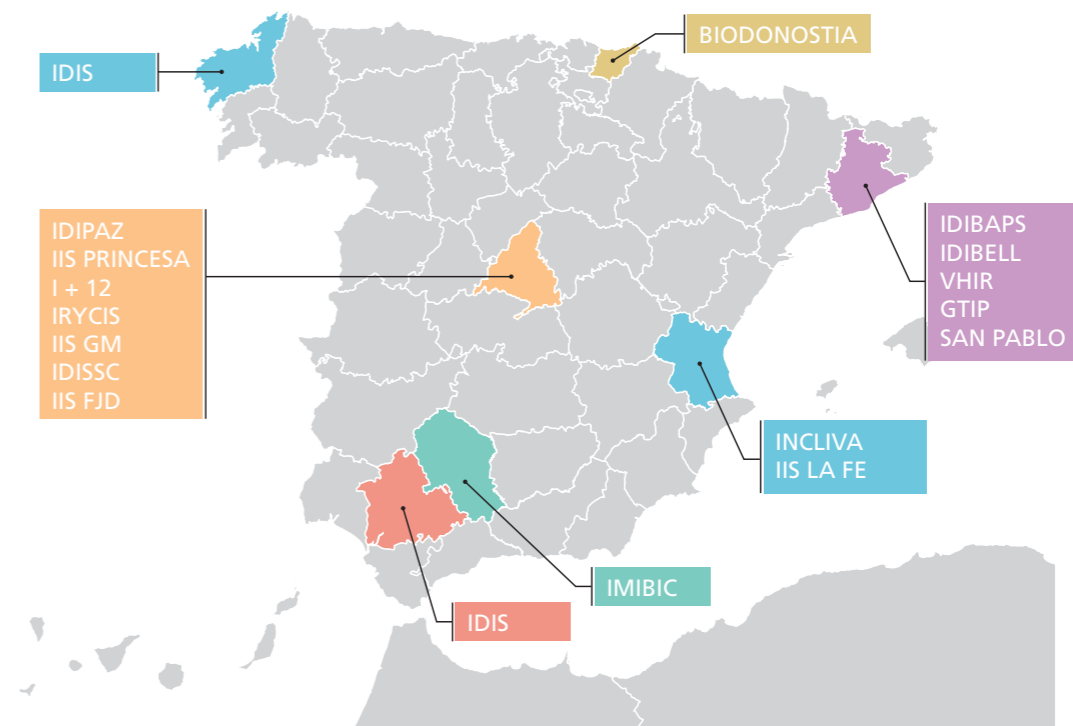 BIODONOSTIA
IDIS
IDIPAZ
IIS PRINCESA
I + 12
IRYCIS
IIS GM
IDISSC
IIS FJD
IDIBAPS
IDIBELL
VHIR
GTIP
SAN PABLO
INCLIVA
IIS LA FE
IMIBIC
IDIS